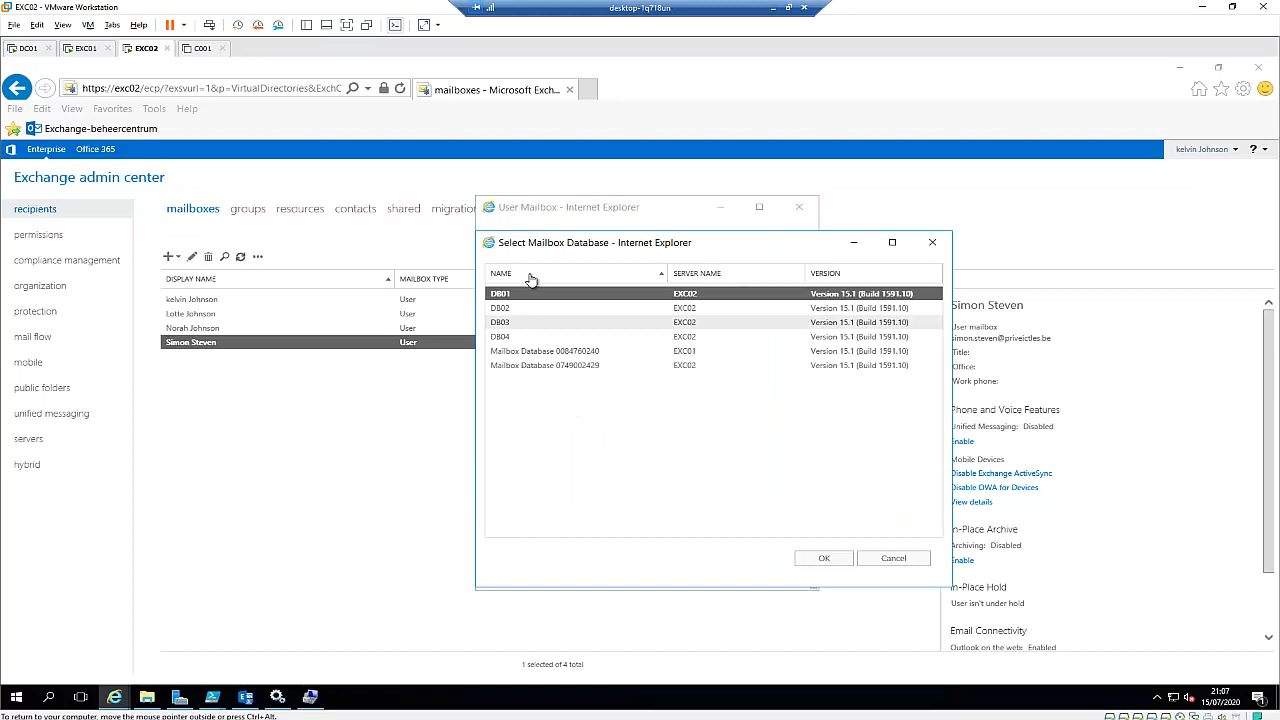 EXC02 - VMware Workstation
desktop-1q718un
File Edit View VM Tabs Help
DC01 EXC01 EXC02 C001
https://exc02/ecp/?exsvurl=1&p=VirtualDirectories&ExchC
mailboxes - Microsoft Exch...
File Edit View Favorites Tools Help
Exchange-beheercentrum
Enterprise Office 365 kelvin Johnson ?
Exchange admin center
recipients
permissions
compliance management
organization
protection
mail flow
mobile
public folders
unified messaging
servers
hybrid
mailboxes groups resources contacts shared migration
DISPLAY NAME MAILBOX TYPE
kelvin Johnson User
Lotte Johnson User
Norah Johnson User
Simon Steven User
1 selected of 4 total
User Mailbox - Internet Explorer
Select Mailbox Database - Internet Explorer
NAME SERVER NAME VERSION
DB01 EXC02 Version 15.1 (Build 1591.10)
DB02 EXC02 Version 15.1 (Build 1591.10)
DB03 EXC02 Version 15.1 (Build 1591.10)
DB04 EXC02 Version 15.1 (Build 1591.10)
Mailbox Database 0084760240 EXC01 Version 15.1 (Build 1591.10)
Mailbox Database 0749002429 EXC02 Version 15.1 (Build 1591.10)
OK Cancel
Simon Steven
User mailbox
simon.steven@priveictles.be
Title:
Office:
Work phone:
Phone and Voice Features
Unified Messaging: Disabled
Enable
Mobile Devices
Disable Exchange ActiveSync
Disable OWA for Devices
View details
In-Place Archive
Archiving: Disabled
Enable
In-Place Hold
User isn't under hold
Email Connectivity
Outlook on the web: Enabled
21:07
15/07/2020
To return to your computer, move the mouse pointer outside or press Ctrl+Alt.